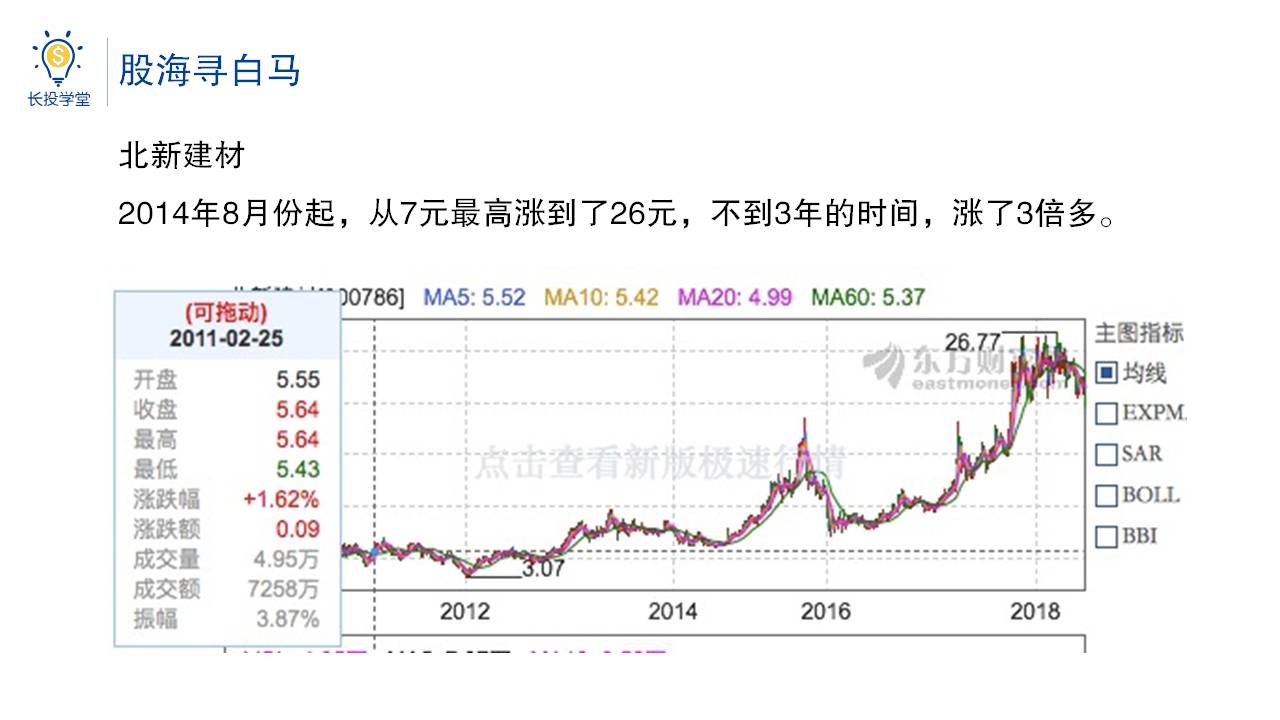 长投学堂
股海寻白马
北新建材
2014年8月份起，从7元最高涨到了26元，不到3年的时间，涨了3倍多。
00786] MA5: 5.52 MA10: 5.42 MA20: 4.99 MA60: 5.37
(可拖动)
2011-02-25
开盘 5.55
收盘 5.64
最高 5.64
最低 5.43
涨跌幅 +1.62%
涨跌额 0.09
成交量 4.95万
成交额 7258万
振幅 3.87%
26.77
东方财
eastmone
点击查看新版极速行情
3.07
2012 2014 2016 2018
主图指标
均线
EXPM
SAR
BOLL
BBI